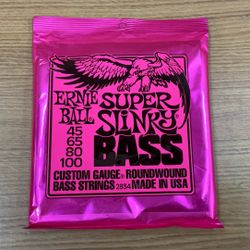 ERNIE BALL
SUPER SLINKY
BASS
45
65
80
100
CUSTOM GAUGE ROUNDWOUND
BASS STRINGS 2834 MADE IN USA